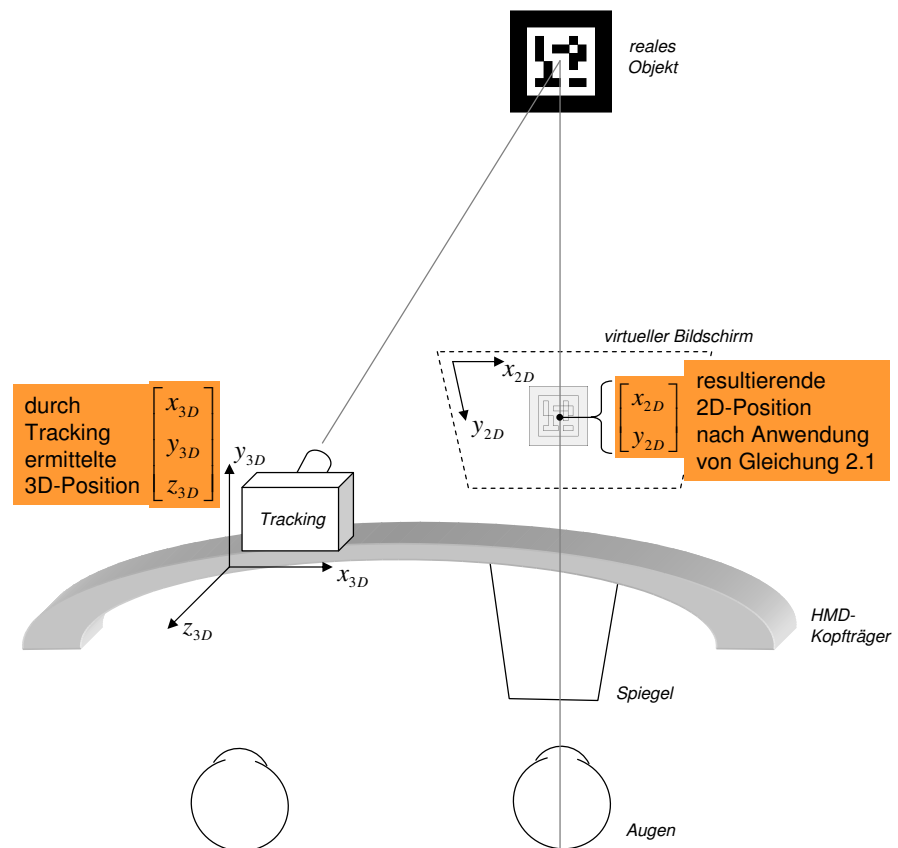 reales
Objekt
virtueller Bildschirm
x2D
y2D
durch
Tracking
ermittelte
3D-Position
x3D
y3D
z3D
x2D
y2D
resultierende
2D-Position
nach Anwendung
von Gleichung 2.1
y3D
Tracking
x3D
z3D
HMD-
Kopfträger
Spiegel
Augen